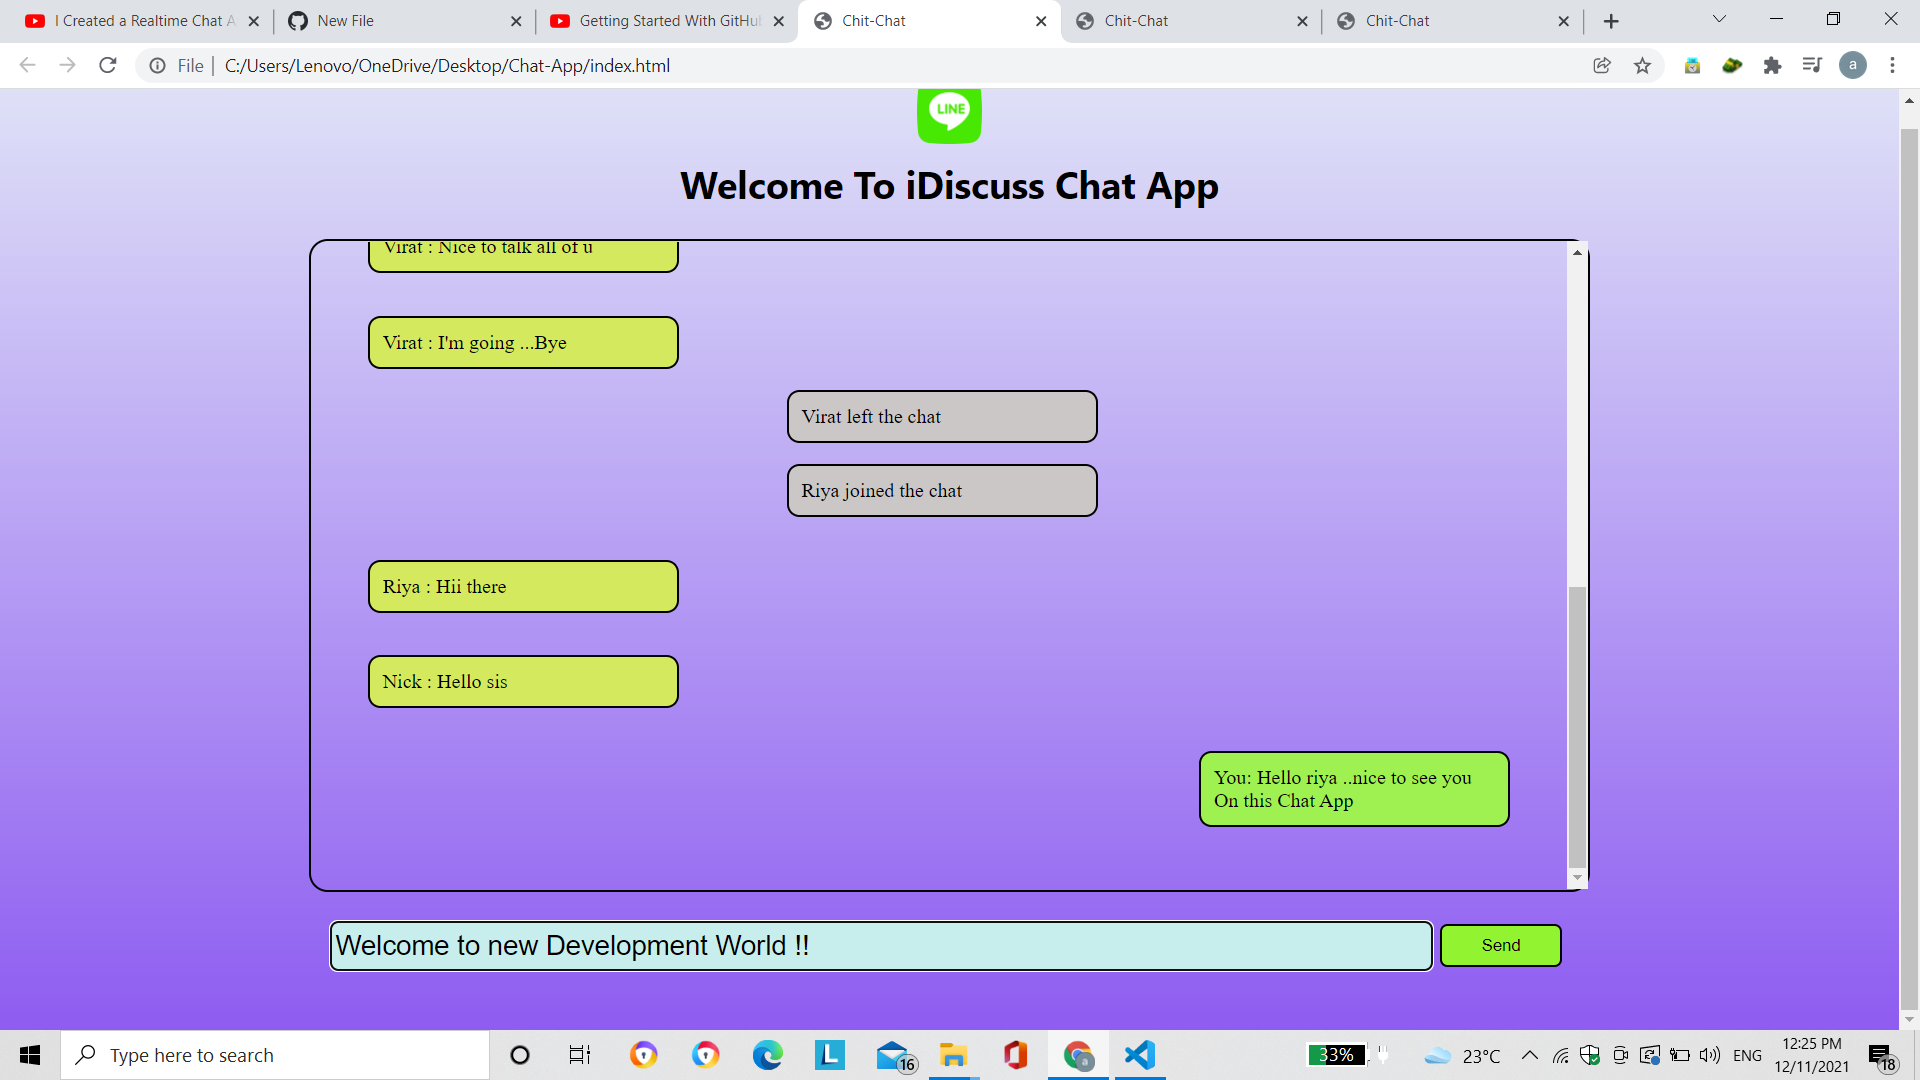 I Created a Realtime Chat A
New File
Getting Started With GitHu
Chit-Chat
Chit-Chat
Chit-Chat
File
C:/Users/Lenovo/OneDrive/Desktop/Chat-App/index.html
a
LINE
Welcome To iDiscuss Chat App
Virat : Nice to talk all of u
Virat : I'm going ...Bye
Virat left the chat
Riya joined the chat
Riya : Hii there
Nick : Hello sis
You: Hello riya ..nice to see you
On this Chat App
Welcome to new Development World !!
Send
Type here to search
L
16
a
33%
23°C
ENG
12:25 PM
12/11/2021
18